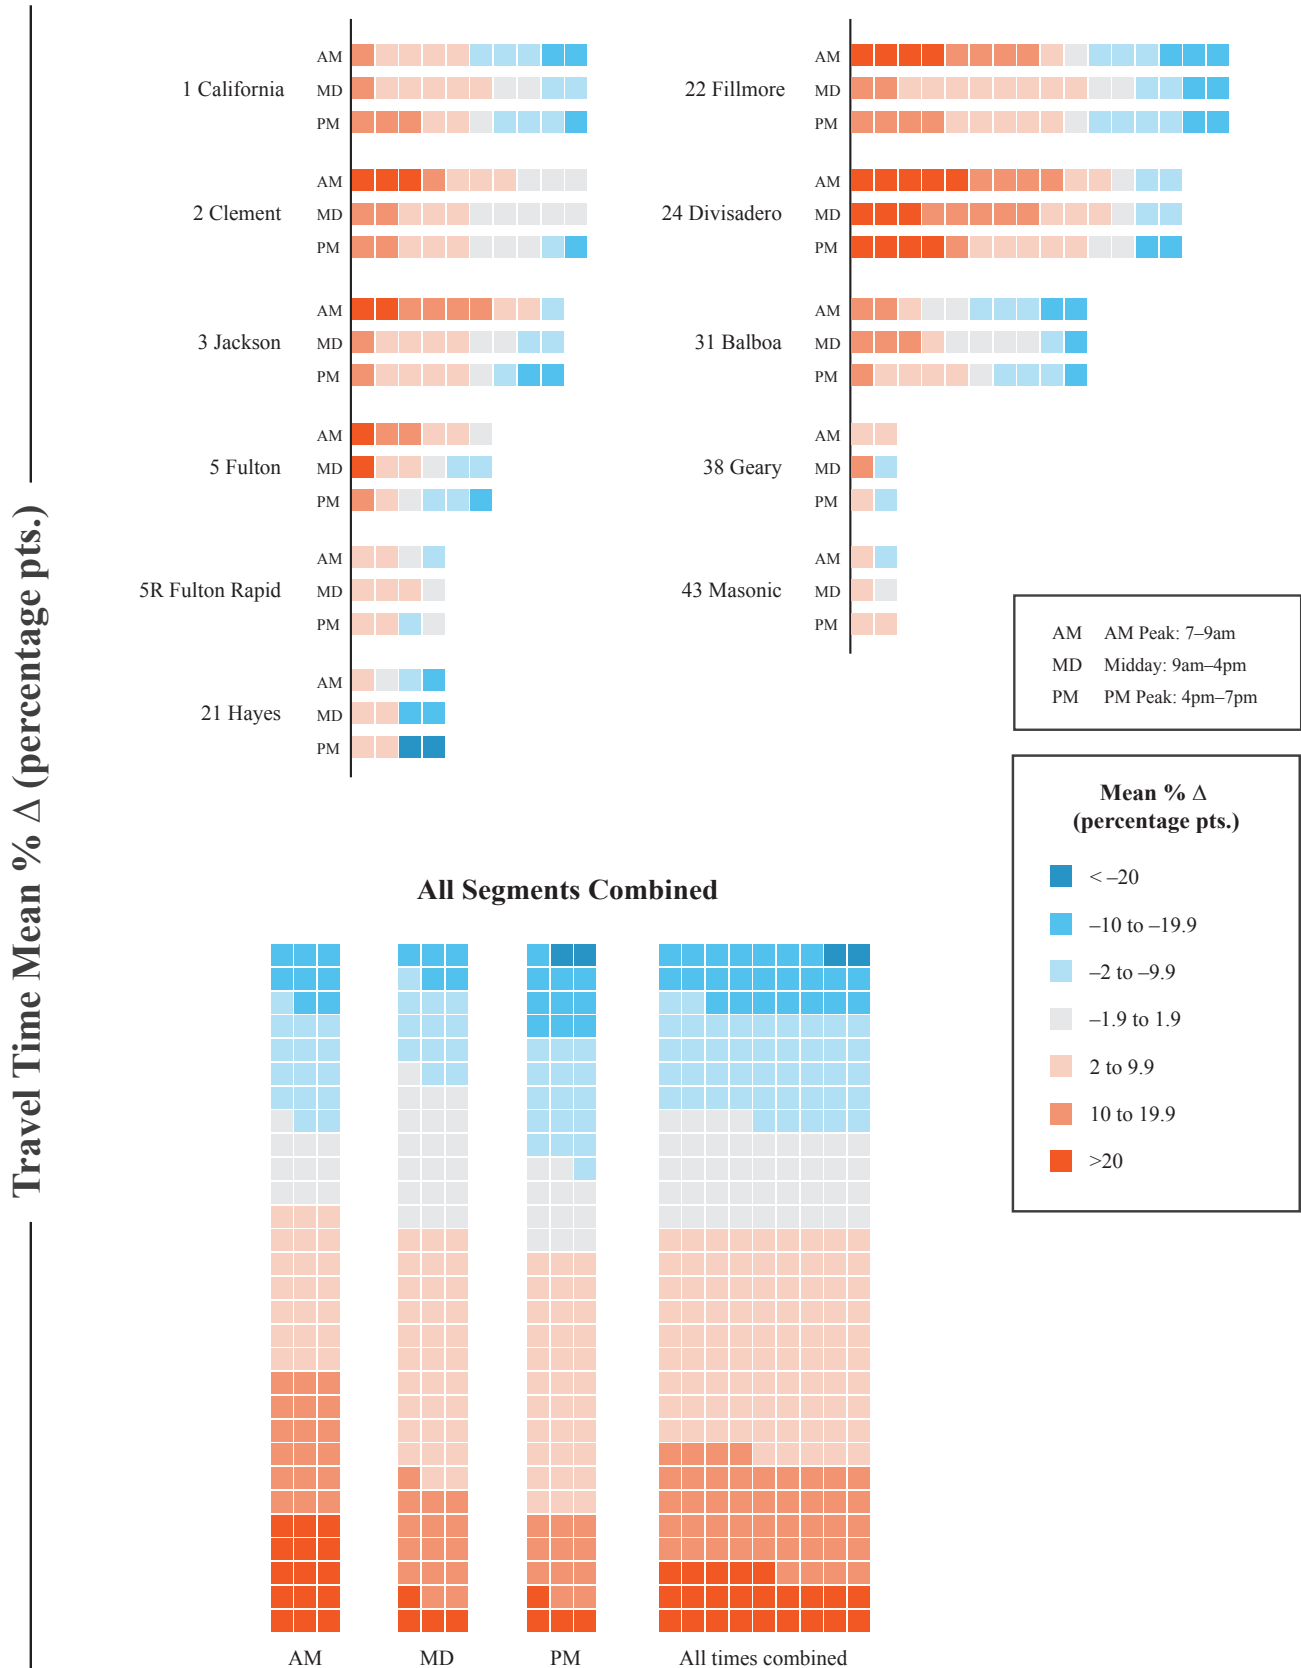 Travel Time Mean % Δ (percentage pts.)
1 California
AM
MD
PM
2 Clement
AM
MD
PM
3 Jackson
AM
MD
PM
5 Fulton
AM
MD
PM
5R Fulton Rapid
AM
MD
PM
21 Hayes
AM
MD
PM
22 Fillmore
AM
MD
PM
24 Divisadero
AM
MD
PM
31 Balboa
AM
MD
PM
38 Geary
AM
MD
PM
43 Masonic
AM
MD
PM
AM AM Peak: 7–9am
MD Midday: 9am–4pm
PM PM Peak: 4pm–7pm
Mean % Δ
(percentage pts.)
< –20
–10 to –19.9
–2 to –9.9
–1.9 to 1.9
2 to 9.9
10 to 19.9
>20
All Segments Combined
AM MD PM All times combined